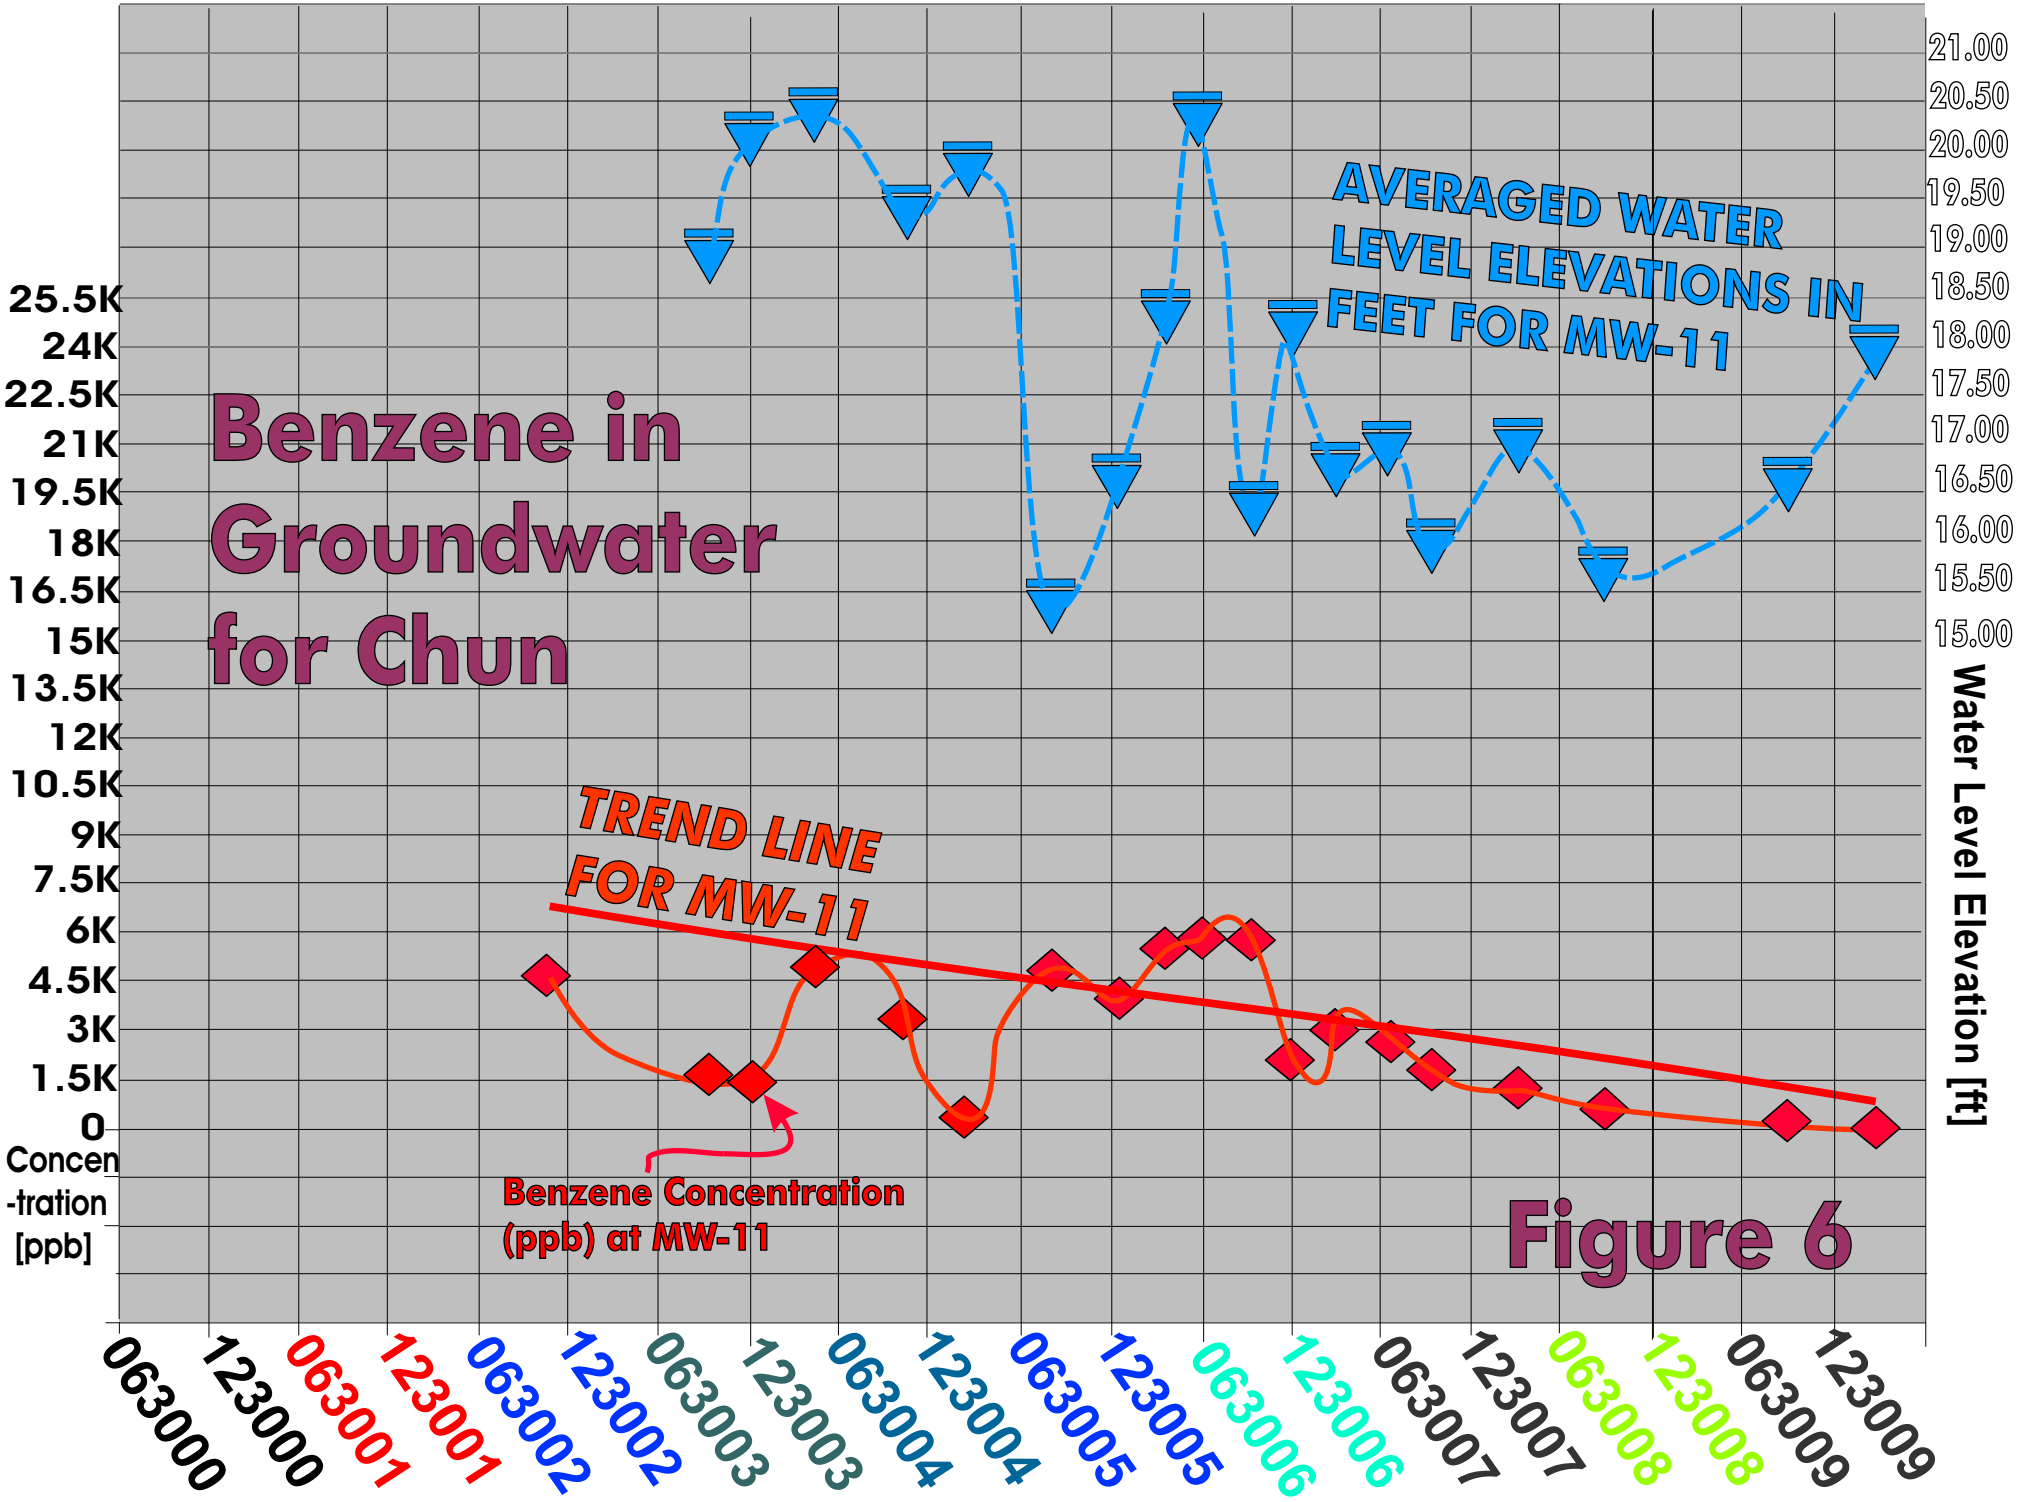 21.00
20.50
20.00
19.50
19.00
18.50
18.00
17.50
17.00
16.50
16.00
15.50
15.00
Water Level Elevation [ft]
AVERAGED WATER
LEVEL ELEVATIONS IN
FEET FOR MW-11
25.5K
24K
22.5K
21K
19.5K
18K
16.5K
15K
13.5K
12K
10.5K
9K
7.5K
6K
4.5K
3K
1.5K
0
Concen
-tration
[ppb]
Benzene in
Groundwater
for Chun
TREND LINE
FOR MW-11
Benzene Concentration
(ppb) at MW-11
Figure 6
063000
123000
063001
123001
063002
123002
063003
123003
063004
123004
063005
123005
063006
123006
063007
123007
063008
123008
063009
123009